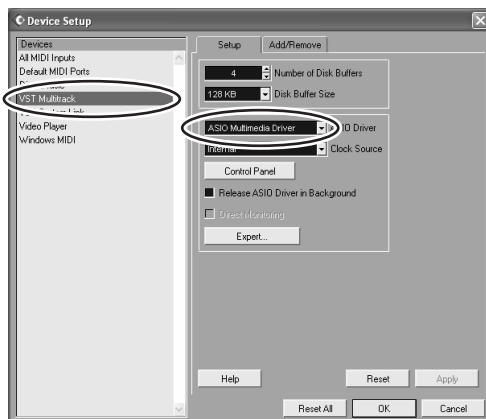 Device Setup
Devices
All MIDI Inputs
Default MIDI Ports
VST Multitrack
Video Player
Windows MIDI
Setup
Add/Remove
4 Number of Disk Buffers
128 KB Disk Buffer Size
ASIO Multimedia Driver Driver
Internal Clock Source
Control Panel
Release ASIO Driver in Background
Direct Monitoring
Expert...
Help
Reset
Apply
Reset All
OK
Cancel